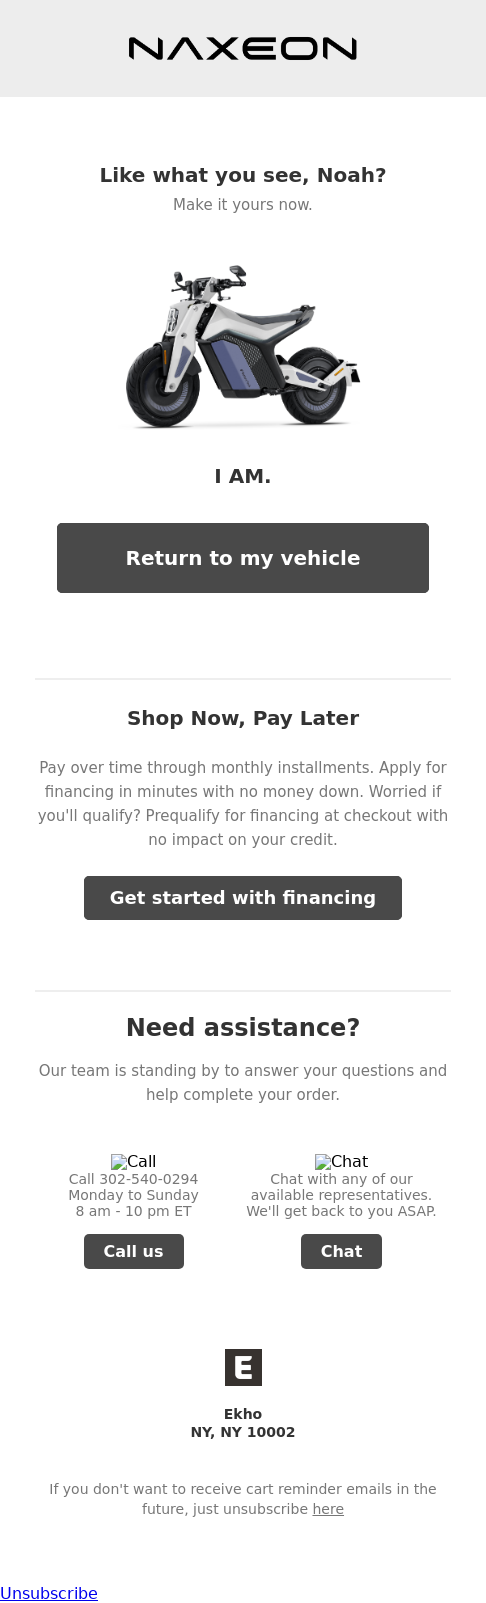 NAXEON
Like what you see, Noah?
Make it yours now.
I AM.
Return to my vehicle
Shop Now, Pay Later
Pay over time through monthly installments. Apply for
financing in minutes with no money down. Worried if
you'll qualify? Prequalify for financing at checkout with
no impact on your credit.
Get started with financing
Need assistance?
Our team is standing by to answer your questions and
help complete your order.
Call
Call 302-540-0294
Monday to Sunday
8 am - 10 pm ET
Call us
Chat
Chat with any of our
available representatives.
We'll get back to you ASAP.
Chat
E
Ekho
NY, NY 10002
If you don't want to receive cart reminder emails in the
future, just unsubscribe here
Unsubscribe